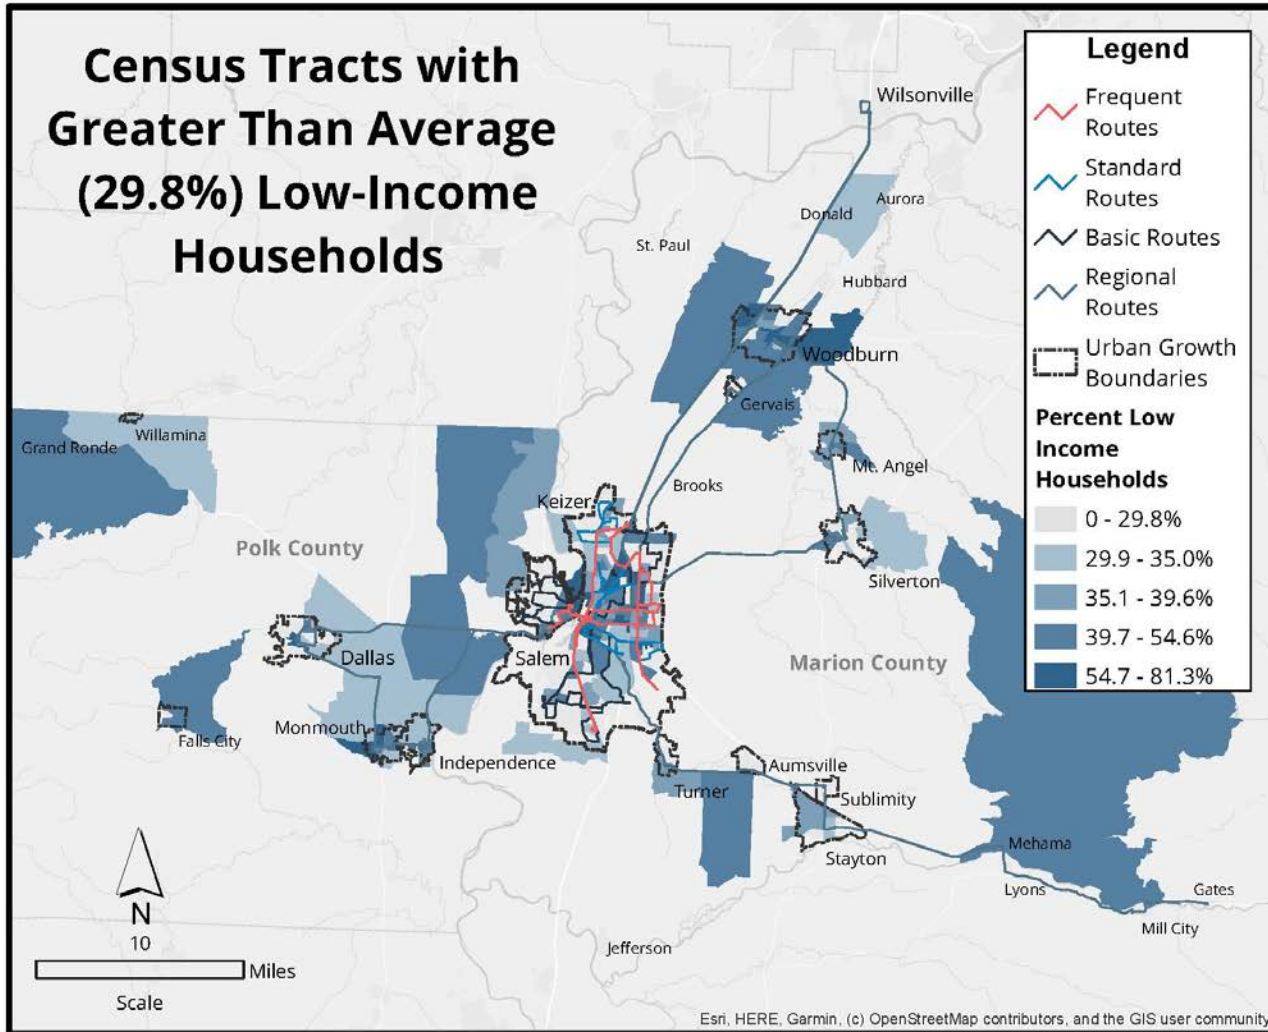 Census Tracts with
Greater Than Average
(29.8%) Low-Income
Households
Legend
Frequent
Routes
Standard
Routes
Basic Routes
Regional
Routes
Urban Growth
Boundaries
Percent Low
Income
Households
0 - 29.8%
29.9 - 35.0%
35.1 - 39.6%
39.7 - 54.6%
54.7 - 81.3%
Wilsonville
Aurora
Donald
St. Paul
Hubbard
Woodburn
Gervais
Willamina
Grand Ronde
Mt. Angel
Brooks
Keizer
Polk County
Silverton
Salem
Dallas
Marion County
Monmouth
Falls City
Independence
Aumsville
Turner
Sublimity
Stayton
Mehama
Lyons
Gates
Mill City
Jefferson
N
10
Miles
Scale
Esri, HERE, Garmin, (c) OpenStreetMap contributors, and the GIS user community